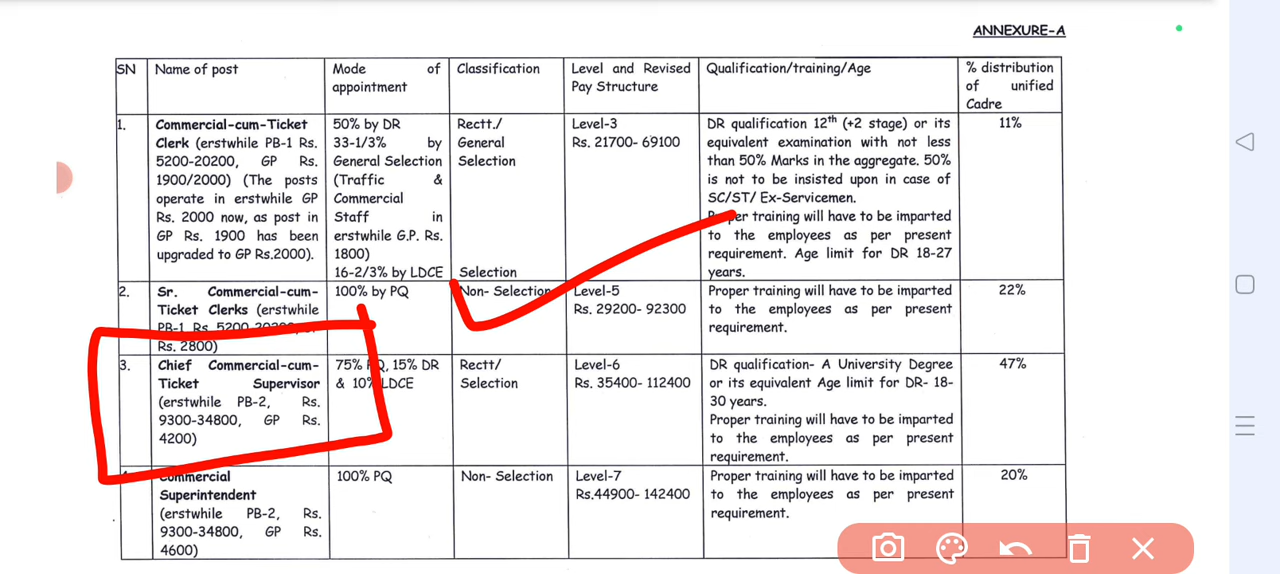 ANNEXURE-A
SN Name of post Mode of appointment Classification Level and Revised Pay Structure Qualification/training/Age % distribution of unified Cadre
1. Commercial-cum-Ticket
Clerk (erstwhile PB-1 Rs.
5200-20200, GP Rs.
1900/2000) (The posts
operate in erstwhile GP
Rs. 2000 now, as post in
GP Rs. 1900 has been
upgraded to GP Rs.2000).
50% by DR
33-1/3% by
General Selection
(Traffic &
Commercial
Staff in
erstwhile G.P. Rs.
1800)
16-2/3% by LDCE
Rectt./
General
Selection
Selection
Level-3
Rs. 21700- 69100
DR qualification 12th (+2 stage) or its
equivalent examination with not less
than 50% Marks in the aggregate. 50%
is not to be insisted upon in case of
SC/ST/ Ex-Servicemen.
Proper training will have to be imparted
to the employees as per present
requirement. Age limit for DR 18-27
years.
11%
2. Sr. Commercial-cum-
Ticket Clerks (erstwhile
PB-1 Rs. 5200-20200,
Rs. 2800)
100% by PQ
Non- Selection
Level-5
Rs. 29200- 92300
Proper training will have to be imparted
to the employees as per present
requirement.
22%
3. Chief Commercial-cum-
Ticket Supervisor
(erstwhile PB-2, Rs.
9300-34800, GP Rs.
4200)
75% PQ, 15% DR
& 10% LDCE
Rectt/
Selection
Level-6
Rs. 35400- 112400
DR qualification- A University Degree
or its equivalent Age limit for DR- 18-
30 years.
Proper training will have to be imparted
to the employees as per present
requirement.
47%
4. Commercial
Superintendent
(erstwhile PB-2, Rs.
9300-34800, GP Rs.
4600)
100% PQ
Non- Selection
Level-7
Rs.44900- 142400
Proper training will have to be imparted
to the employees as per present
requirement.
20%